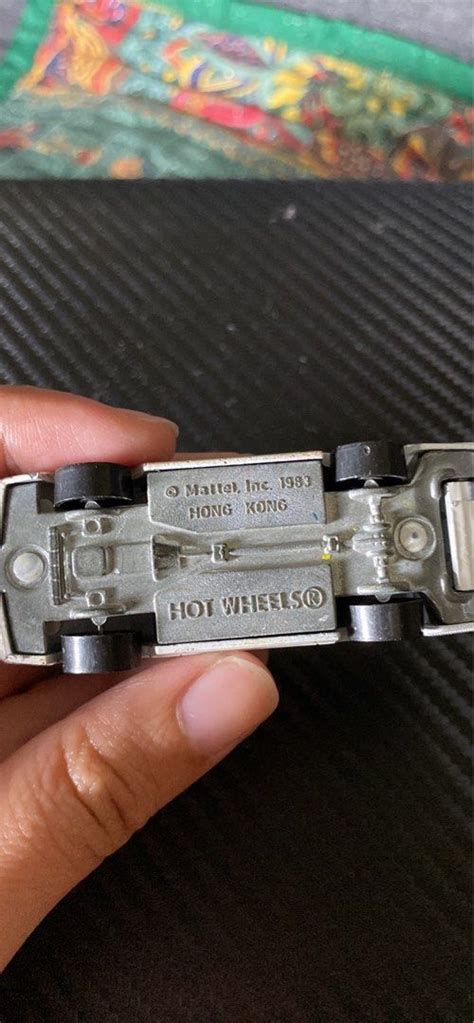 © Mattel, Inc. 1983
HONG KONG
HOT WHEELS®